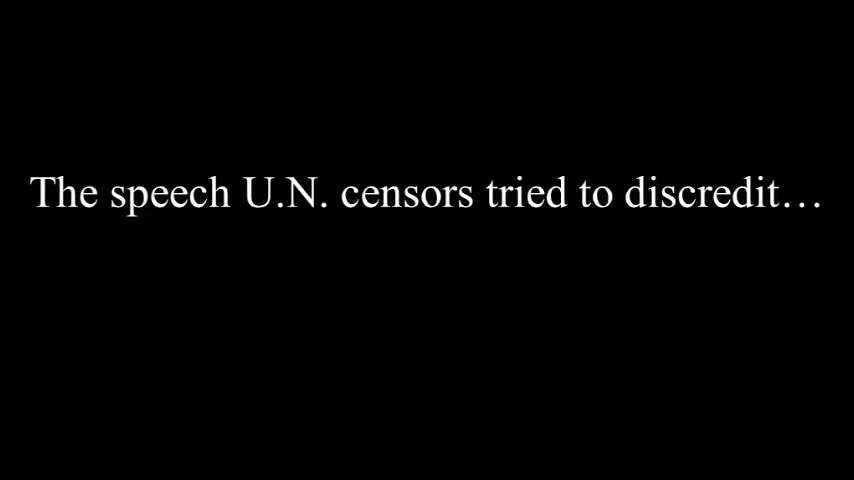 The speech U.N. censors tried to discredit…